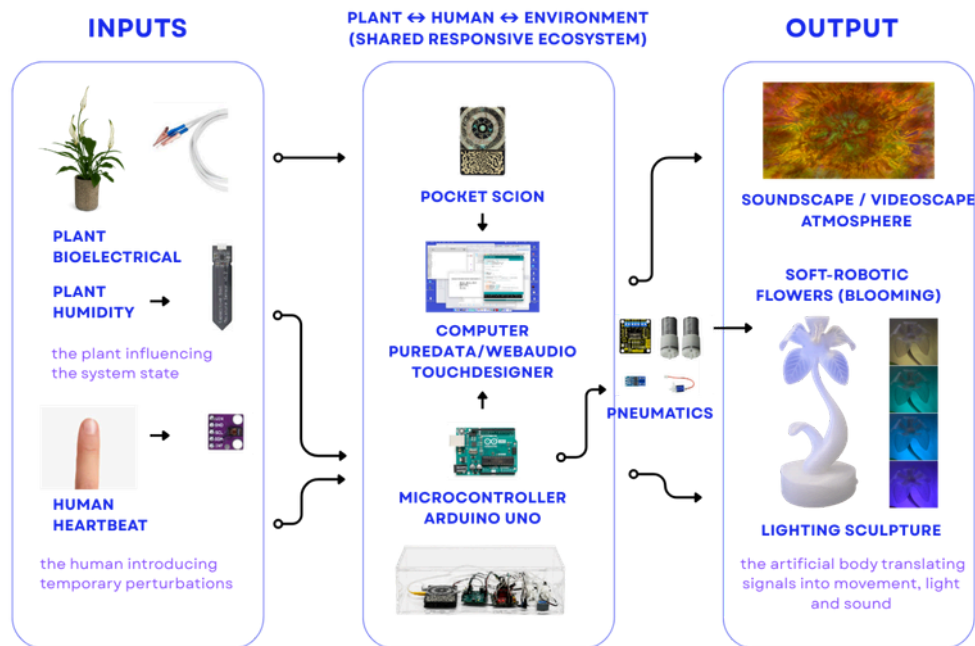 INPUTS
PLANT ↔ HUMAN ↔ ENVIRONMENT
(SHARED RESPONSIVE ECOSYSTEM)
OUTPUT
PLANT
BIOELECTRICAL
PLANT
HUMIDITY
the plant influencing
the system state
HUMAN
HEARTBEAT
the human introducing
temporary perturbations
POCKET SCION
COMPUTER
PUREDATA/WEBAUDIO
TOUCHDESIGNER
MICROCONTROLLER
ARDUINO UNO
PNEUMATICS
SOUNDSCAPE / VIDEOSCAPE
ATMOSPHERE
SOFT-ROBOTIC
FLOWERS (BLOOMING)
LIGHTING SCULPTURE
the artificial body translating
signals into movement, light
and sound